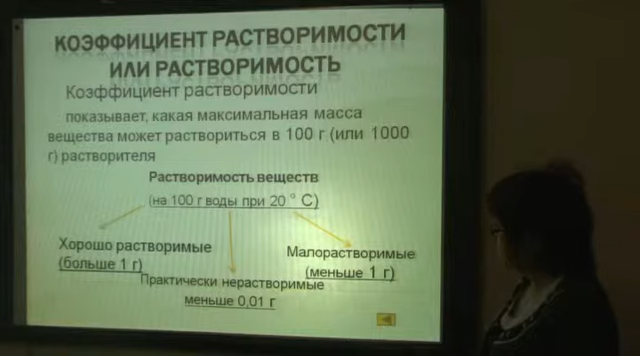 КОЭФФИЦИЕНТ РАСТВОРИМОСТИ
ИЛИ РАСТВОРИМОСТЬ
Коэффициент растворимости
показывает, какая максимальная масса
вещества может раствориться в 100 г (или 1000
г) растворителя
Растворимость веществ
(на 100 г воды при 20 ° С)
Хорошо растворимые
(больше 1 г)
Малорастворимые
(меньше 1 г)
Практически нерастворимые
меньше 0,01 г